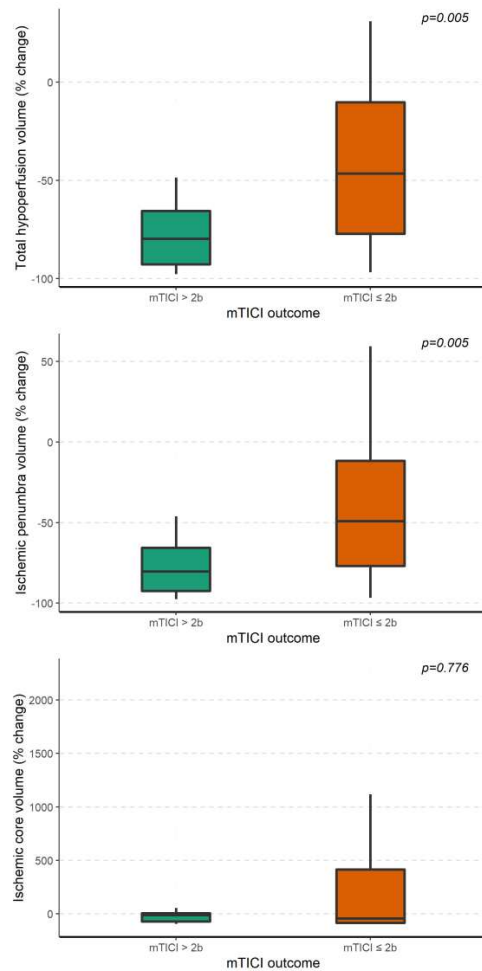 p=0.005
Total hypoperfusion volume (% change)
0
-50
-100
mTICI > 2b
mTICI ≤ 2b
mTICI outcome
p=0.005
Ischemic penumbra volume (% change)
50
0
-50
-100
mTICI > 2b
mTICI ≤ 2b
mTICI outcome
p=0.776
Ischemic core volume (% change)
2000
1500
1000
500
0
mTICI > 2b
mTICI ≤ 2b
mTICI outcome